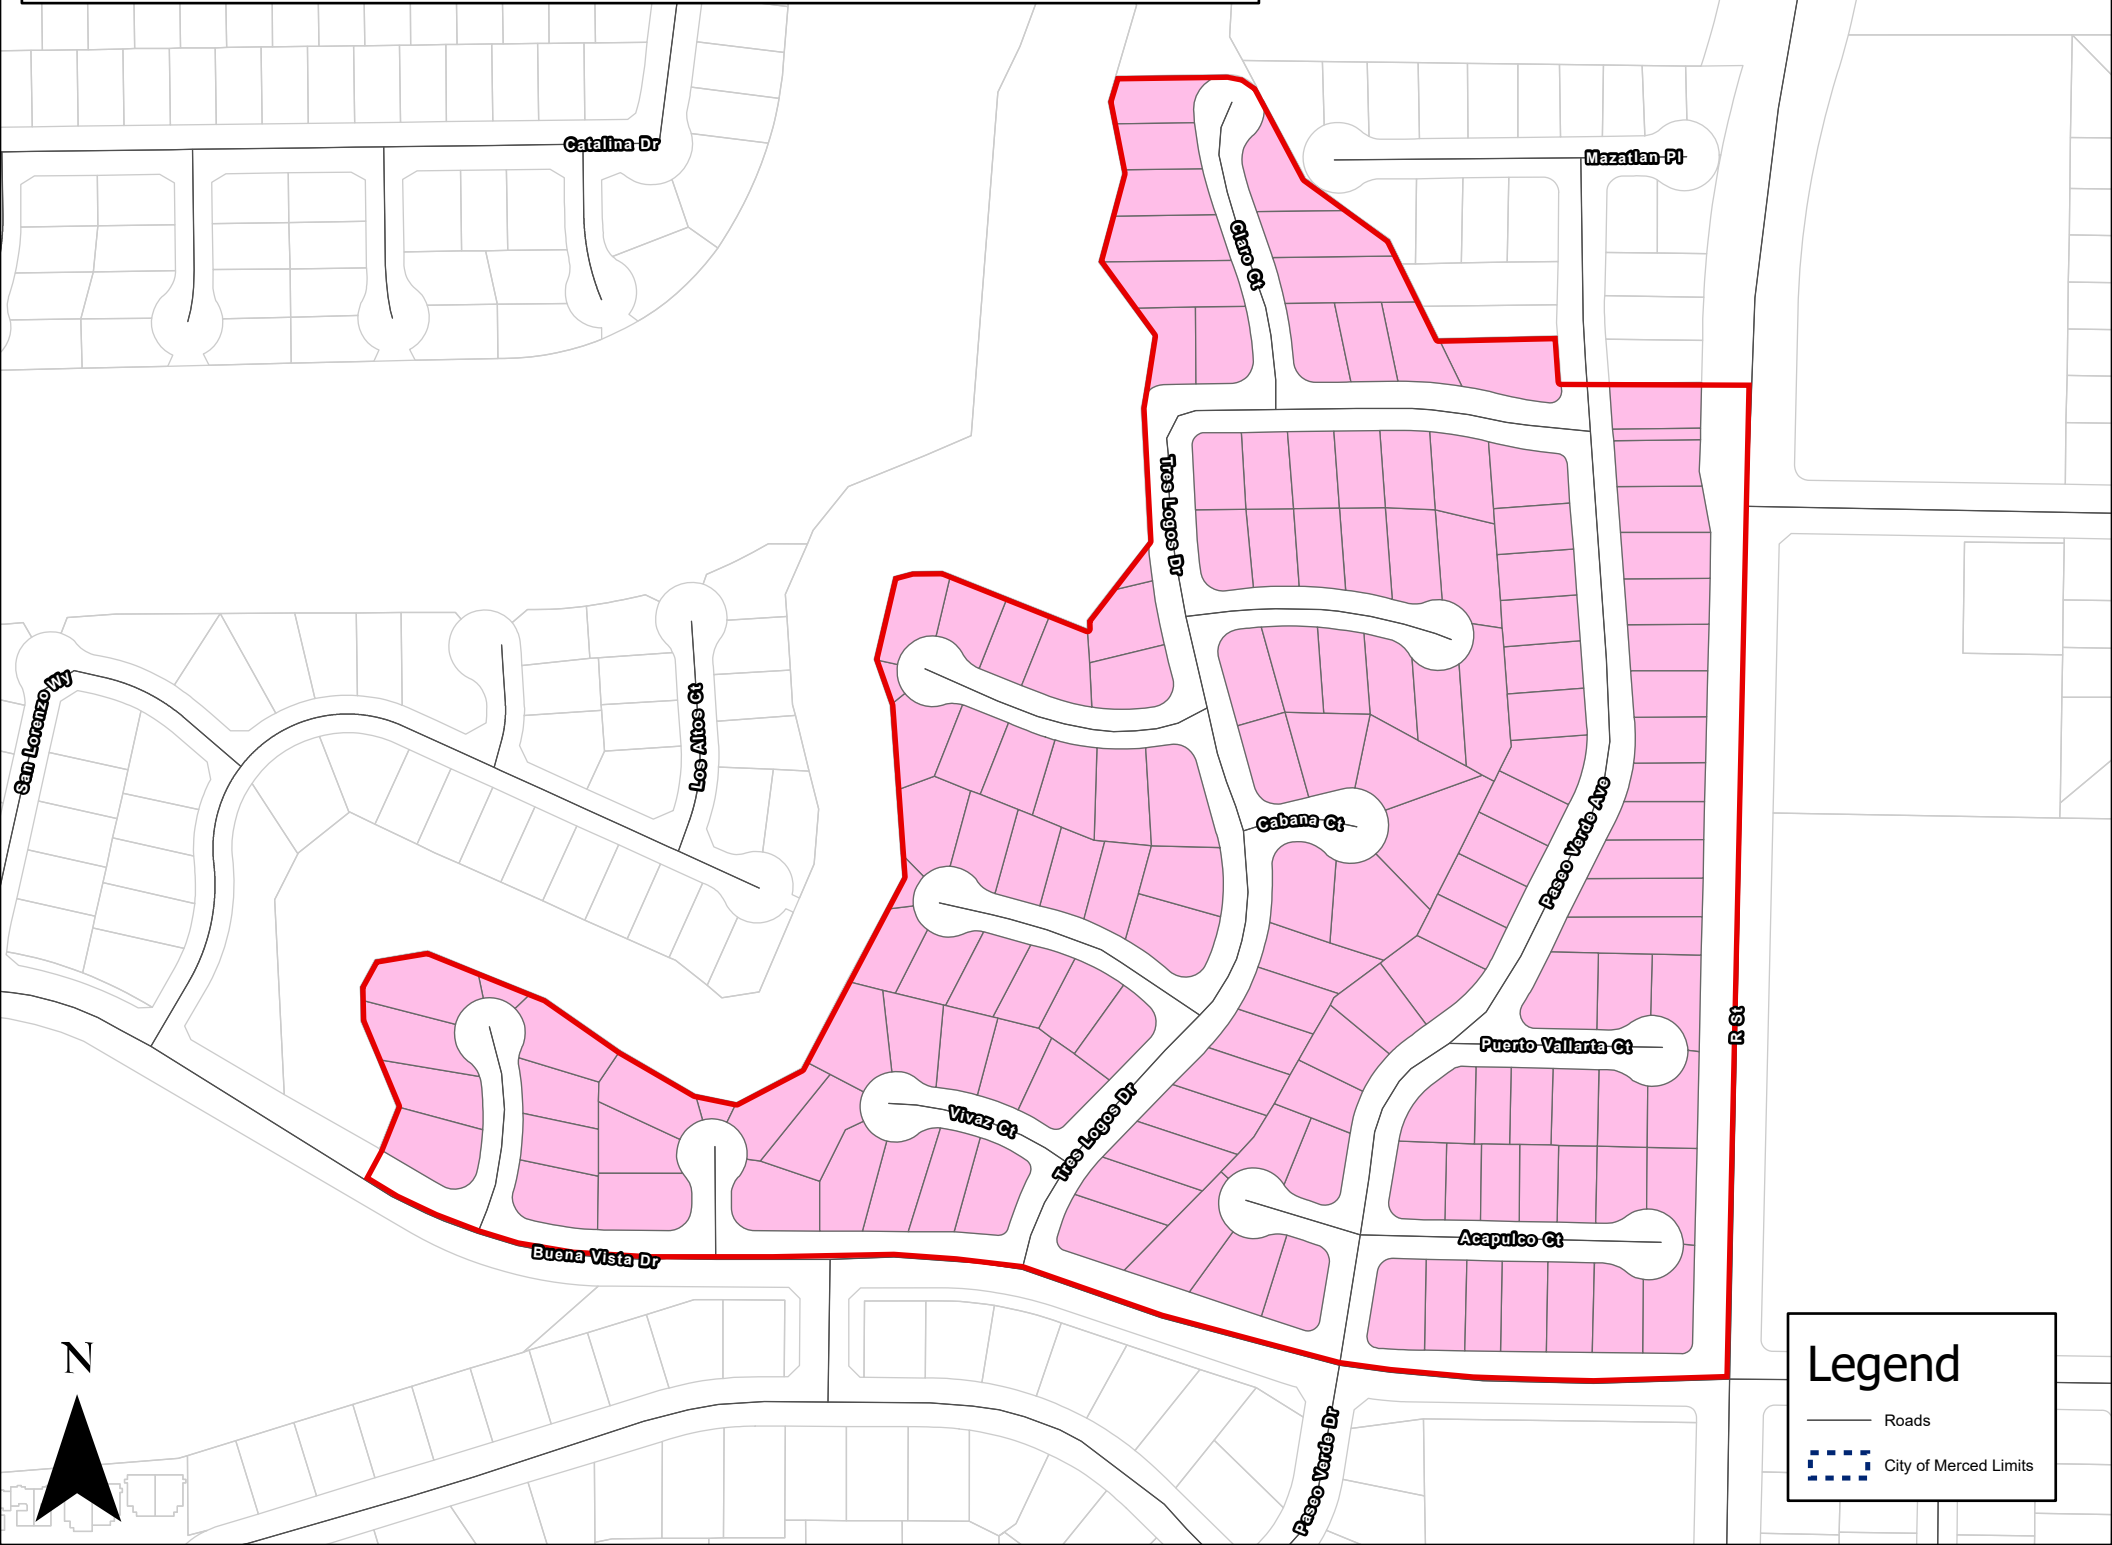 Catalina Dr
Mazatlan Pl
Claro Ct
Tres Logos Dr
San Lorenzo Wy
Los Altos Ct
Cabana Ct
Paseo Verde Ave
R St
Puerto Vallarta Ct
Vivaz Ct
Tres Logos Dr
Acapulco Ct
Buena Vista Dr
Paseo Verde Dr
N
Legend
Roads
City of Merced Limits